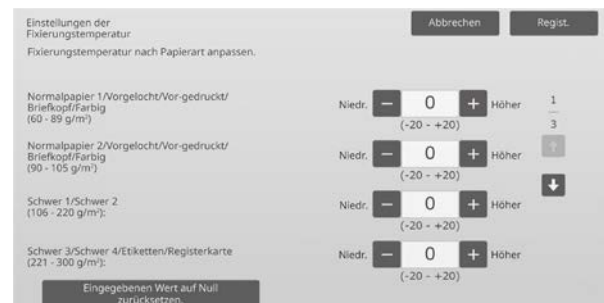 Einstellungen der
Fixierungstemperatur
Abbrechen
Regist.
Fixierungstemperatur nach Papierart anpassen.
Normalpapier 1/Vorgelocht/Vor-gedruckt/
Briefkopf/Farbig
(60 - 89 g/m²)
Niedr. − 0 + Höher
(-20 - +20)
1
3
Normalpapier 2/Vorgelocht/Vor-gedruckt/
Briefkopf/Farbig
(90 - 105 g/m²)
Niedr. − 0 + Höher
(-20 - +20)
Schwer 1/Schwer 2
(106 - 220 g/m²):
Niedr. − 0 + Höher
(-20 - +20)
Schwer 3/Schwer 4/Etiketten/Registerkarte
(221 - 300 g/m²):
Niedr. − 0 + Höher
(-20 - +20)
Eingegebenen Wert auf Null
zurücksetzen.